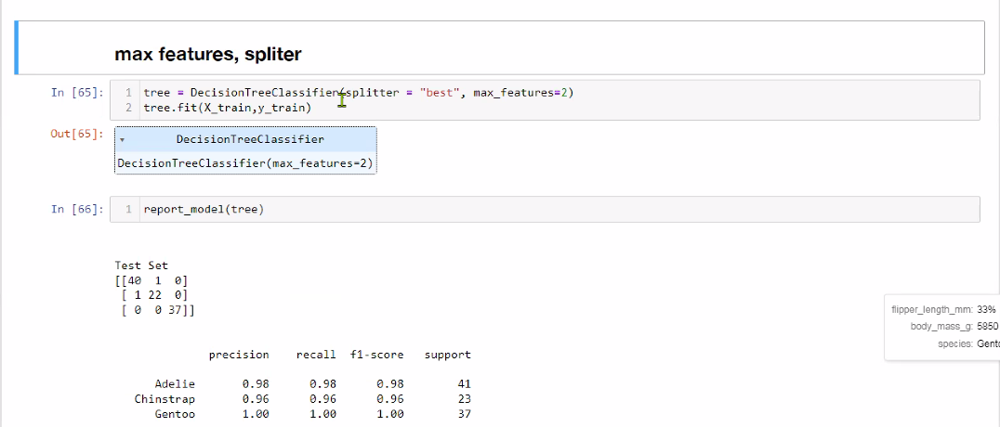 max features, spliter
In [65]:
1 tree = DecisionTreeClassifier(splitter = "best", max_features=2)
2 tree.fit(X_train,y_train)
Out[65]:
▾ DecisionTreeClassifier
DecisionTreeClassifier(max_features=2)
In [66]:
1 report_model(tree)
Test Set
[[40 1 0]
[ 1 22 0]
[ 0 0 37]]
flipper_length_mm: 33%
body_mass_g: 5850
species: Gento
precision recall f1-score support
Adelie 0.98 0.98 0.98 41
Chinstrap 0.96 0.96 0.96 23
Gentoo 1.00 1.00 1.00 37